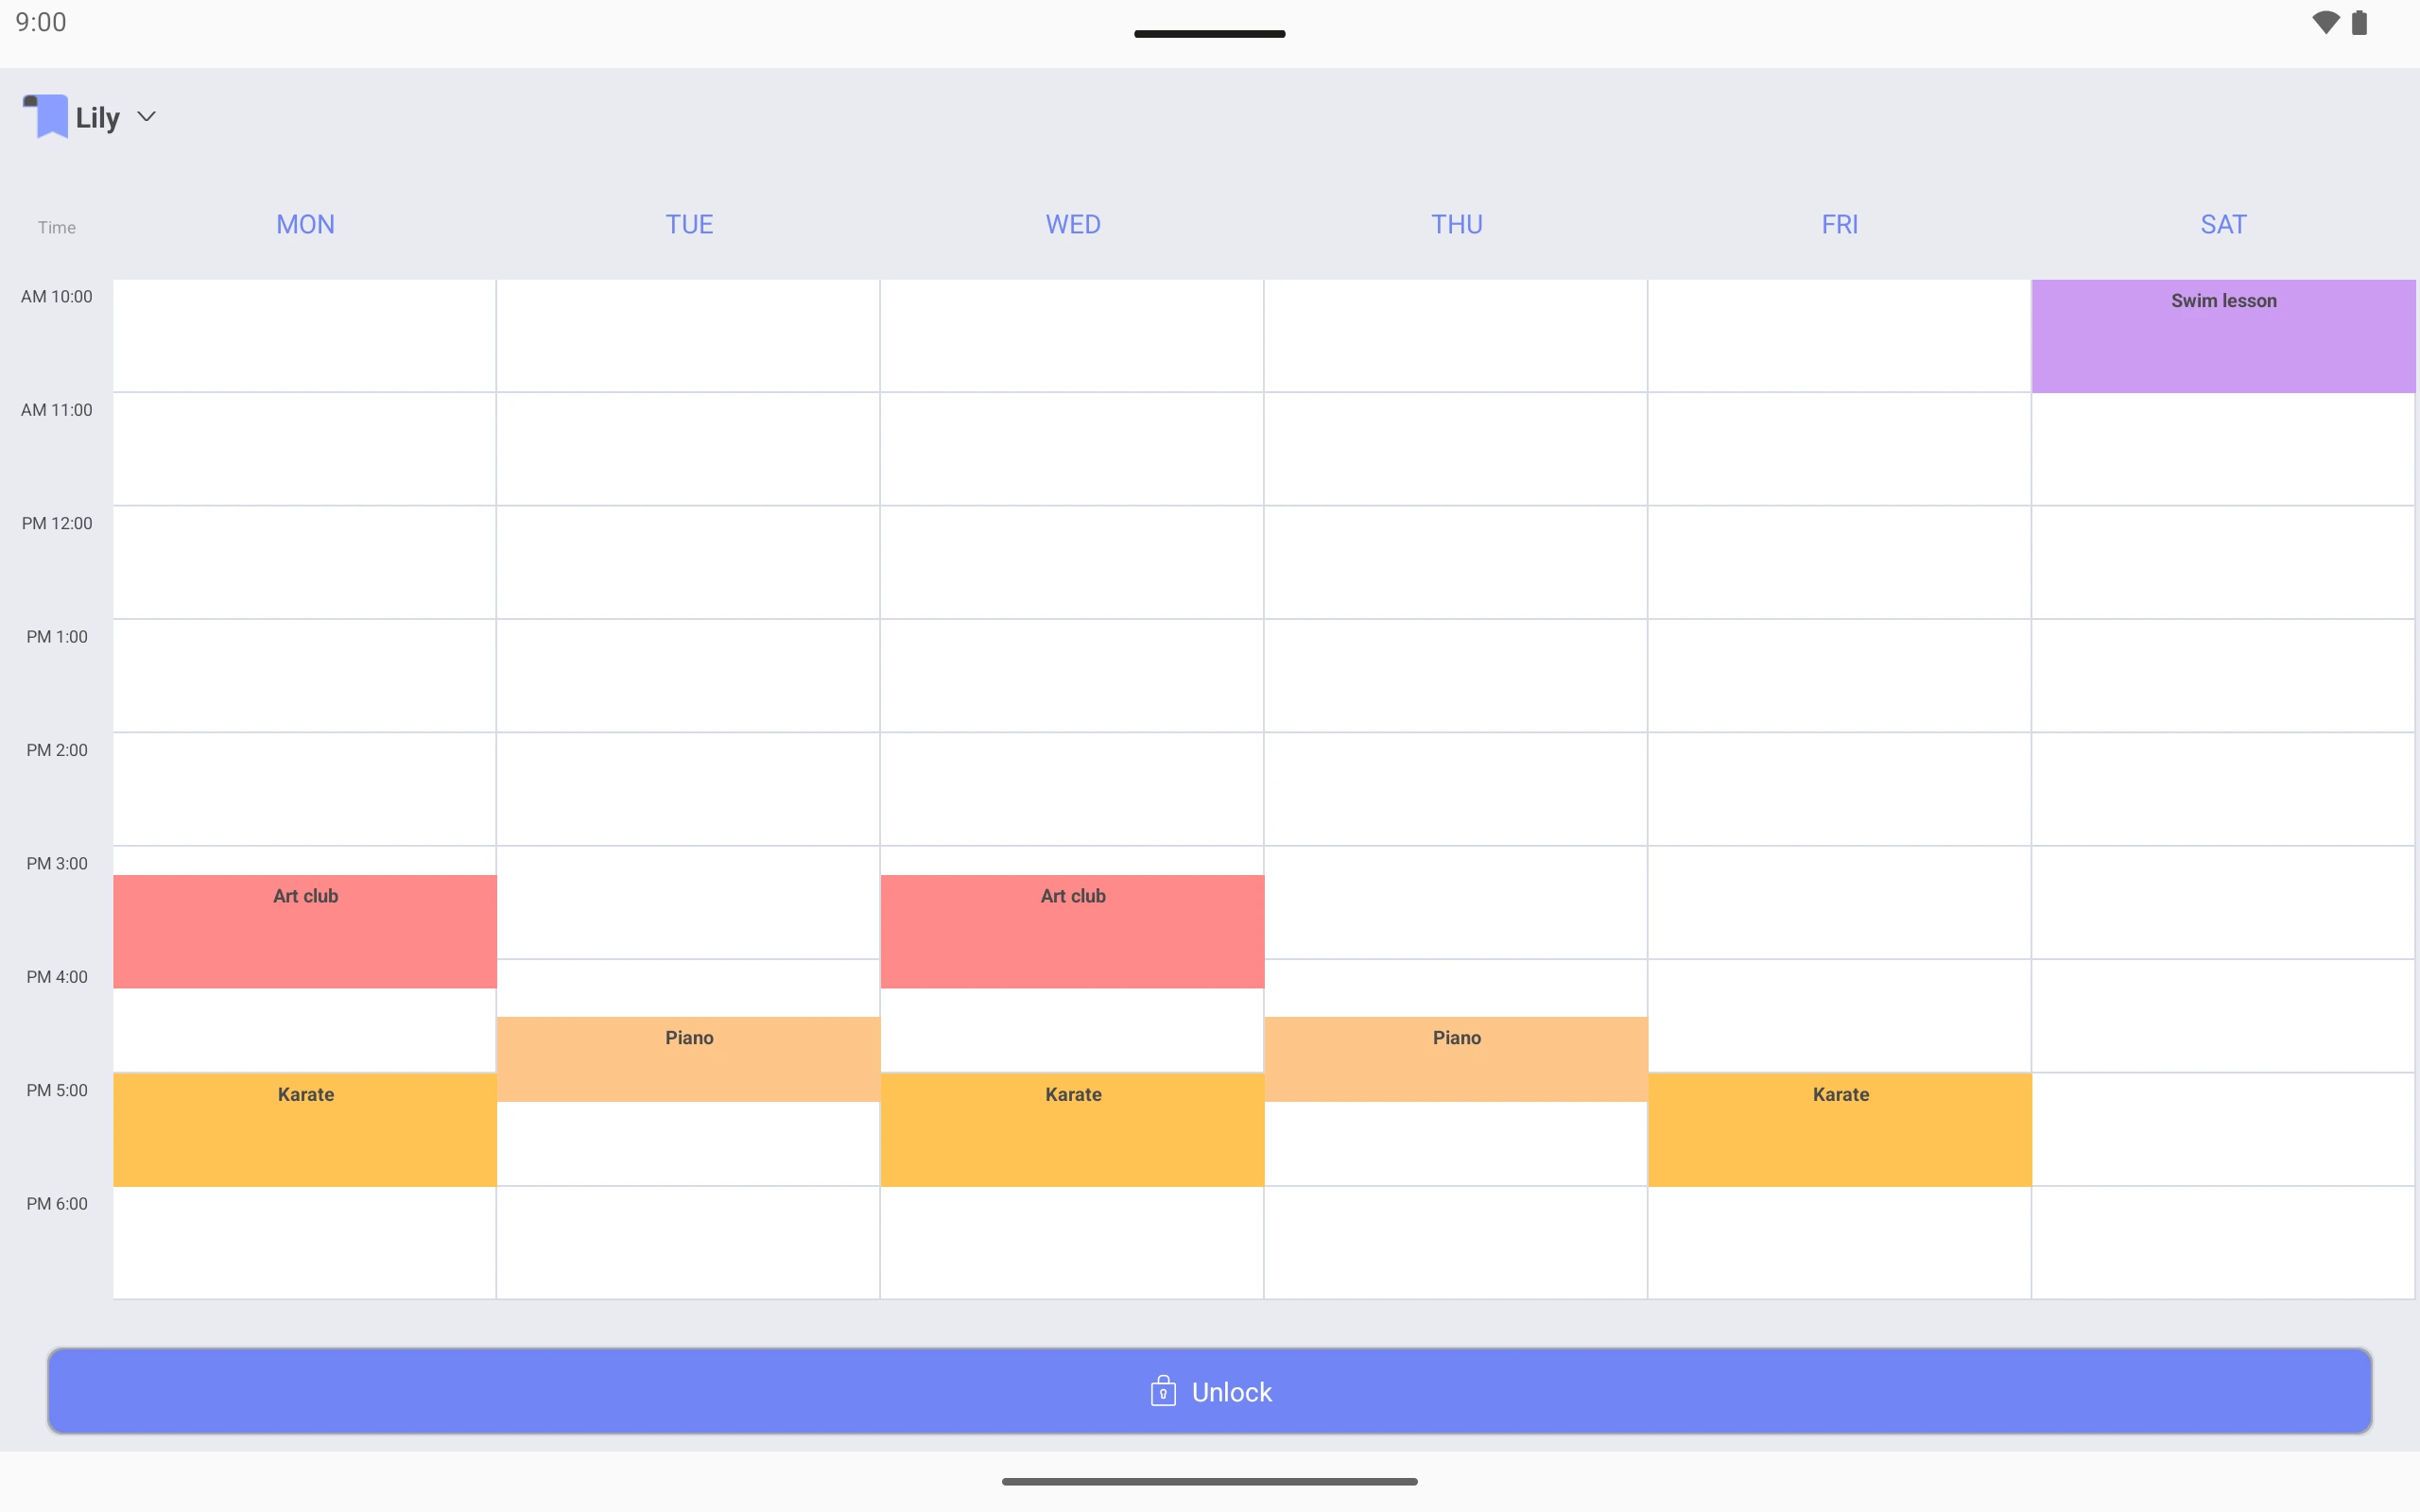 9:00
Lily
Time MON TUE WED THU FRI SAT
AM 10:00 Swim lesson
AM 11:00
PM 12:00
PM 1:00
PM 2:00
PM 3:00
Art club Art club
PM 4:00
Piano Piano
PM 5:00 Karate Karate Karate
PM 6:00
Unlock